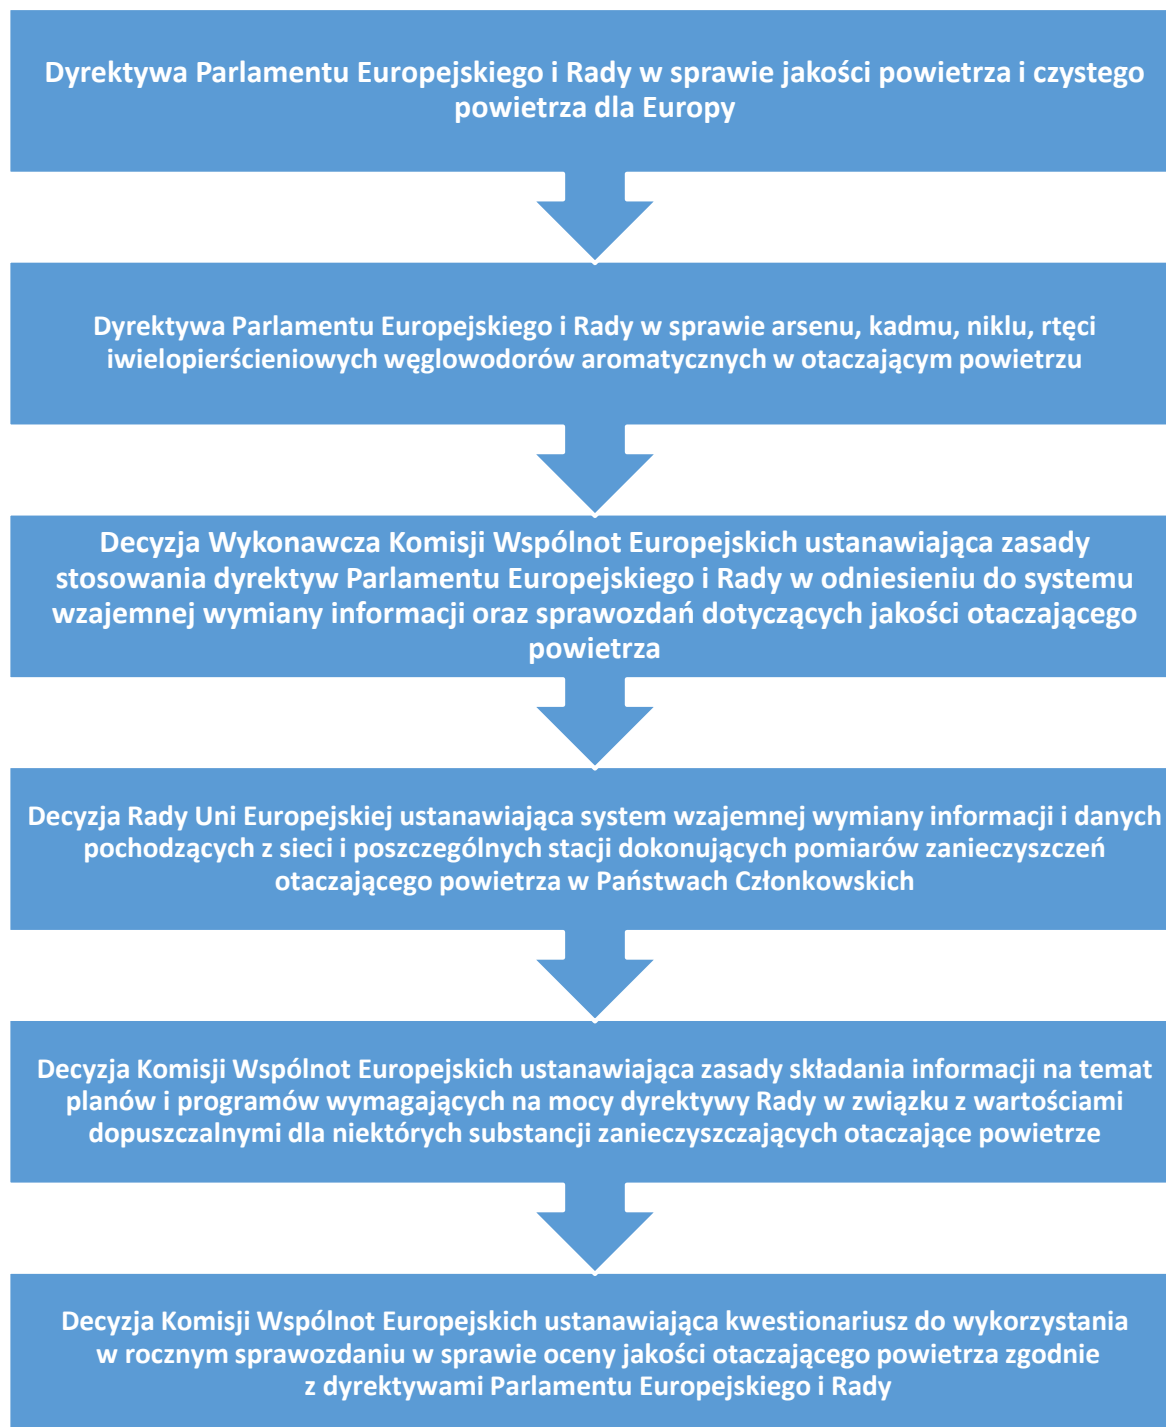 Dyrektywa Parlamentu Europejskiego i Rady w sprawie jakości powietrza i czystego
powietrza dla Europy
Dyrektywa Parlamentu Europejskiego i Rady w sprawie arsenu, kadmu, niklu, rtęci
iwielopierścieniowych węglowodorów aromatycznych w otaczającym powietrzu
Decyzja Wykonawcza Komisji Wspólnot Europejskich ustanawiająca zasady
stosowania dyrektyw Parlamentu Europejskiego i Rady w odniesieniu do systemu
wzajemnej wymiany informacji oraz sprawozdań dotyczących jakości otaczającego
powietrza
Decyzja Rady Uni Europejskiej ustanawiająca system wzajemnej wymiany informacji i danych
pochodzących z sieci i poszczególnych stacji dokonujących pomiarów zanieczyszczeń
otaczającego powietrza w Państwach Członkowskich
Decyzja Komisji Wspólnot Europejskich ustanawiająca zasady składania informacji na temat
planów i programów wymagających na mocy dyrektywy Rady w związku z wartościami
dopuszczalnymi dla niektórych substancji zanieczyszczających otaczające powietrze
Decyzja Komisji Wspólnot Europejskich ustanawiająca kwestionariusz do wykorzystania
w rocznym sprawozdaniu w sprawie oceny jakości otaczającego powietrza zgodnie
z dyrektywami Parlamentu Europejskiego i Rady